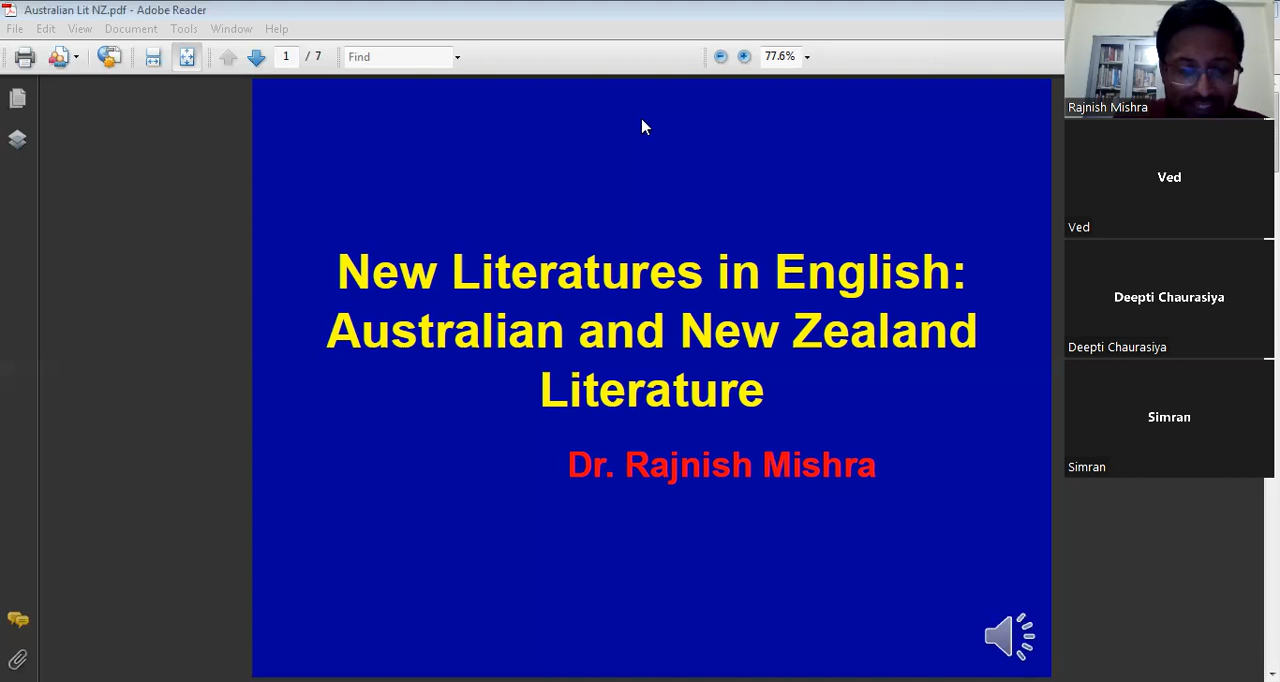 Australian Lit NZ.pdf - Adobe Reader
File Edit View Document Tools Window Help
1 / 7 Find 77.6%
New Literatures in English:
Australian and New Zealand
Literature
Dr. Rajnish Mishra
Rajnish Mishra
Ved
Ved
Deepti Chaurasiya
Deepti Chaurasiya
Simran
Simran